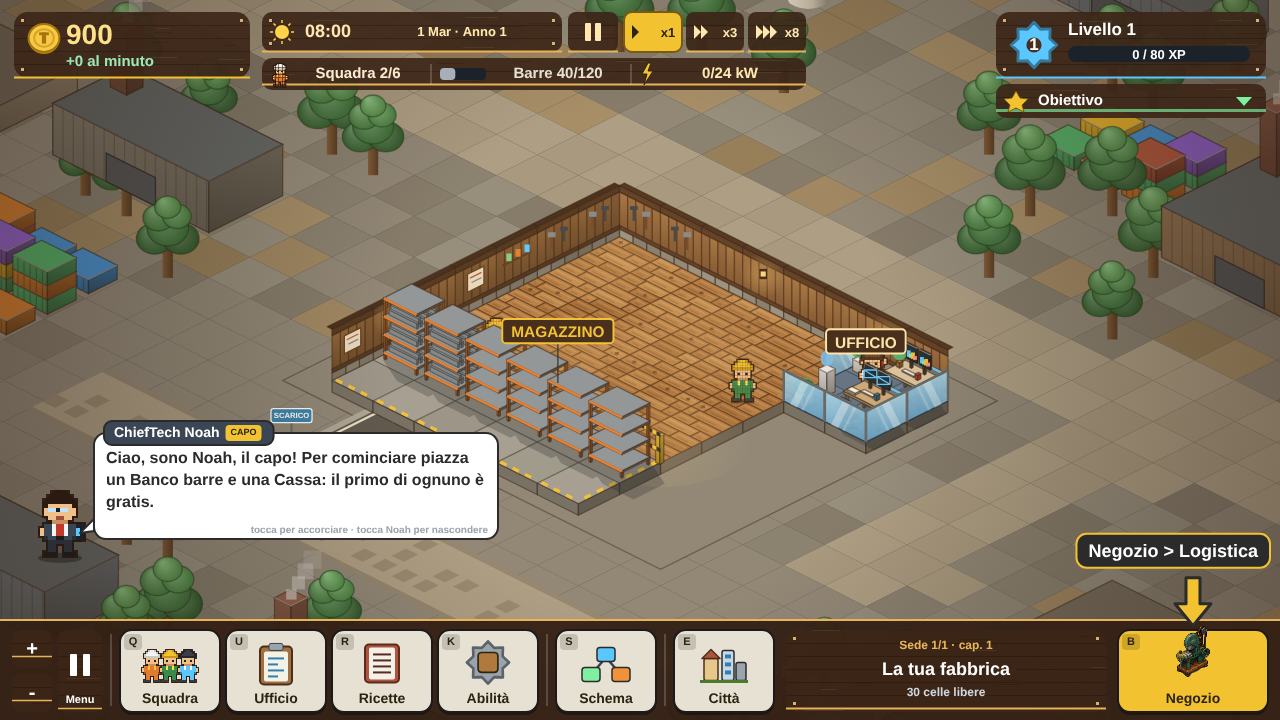 900
+0 al minuto
08:00
1 Mar · Anno 1
x1
x3
x8
Squadra 2/6
Barre 40/120
0/24 kW
1
Livello 1
0 / 80 XP
Obiettivo
MAGAZZINO
UFFICIO
SCARICO
ChiefTech Noah CAPO
Ciao, sono Noah, il capo! Per cominciare piazza
un Banco barre e una Cassa: il primo di ognuno è
gratis.
tocca per accorciare · tocca Noah per nascondere
Negozio > Logistica
+
-
Menu
Q
Squadra
U
Ufficio
R
Ricette
K
Abilità
S
Schema
E
Città
Sede 1/1 · cap. 1
La tua fabbrica
30 celle libere
B
Negozio